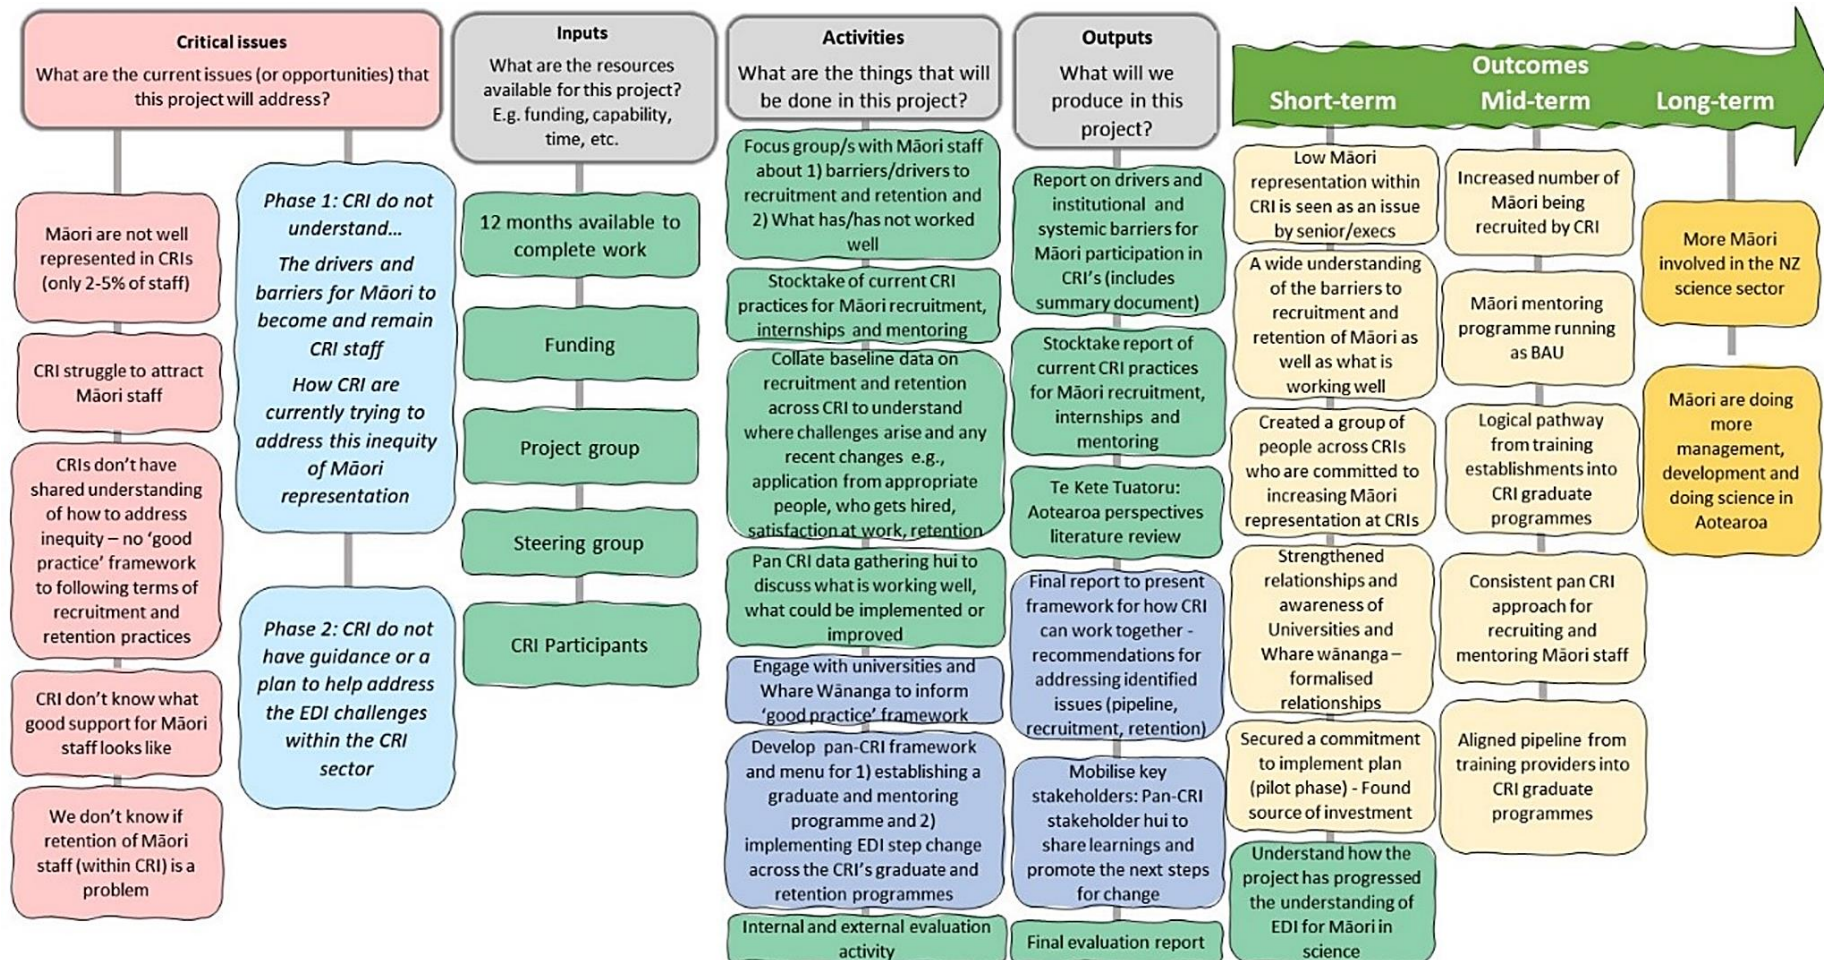 Critical issues
What are the current issues (or opportunities) that
this project will address?
Māori are not well
represented in CRIs
(only 2-5% of staff)
CRI struggle to attract
Māori staff
CRIs don't have
shared understanding
of how to address
inequity – no 'good
practice' framework
to following terms of
recruitment and
retention practices
CRI don't know what
good support for Māori
staff looks like
We don't know if
retention of Māori
staff (within CRI) is a
problem
Phase 1: CRI do not
understand...
The drivers and
barriers for Māori to
become and remain
CRI staff
How CRI are
currently trying to
address this inequity
of Māori
representation
Phase 2: CRI do not
have guidance or a
plan to help address
the EDI challenges
within the CRI
sector
Inputs
What are the resources
available for this project?
E.g. funding, capability,
time, etc.
12 months available to
complete work
Funding
Project group
Steering group
CRI Participants
Activities
What are the things that will
be done in this project?
Focus group/s with Māori staff
about 1) barriers/drivers to
recruitment and retention and
2) What has/has not worked
well
Stocktake of current CRI
practices for Māori recruitment,
internships and mentoring
Collate baseline data on
recruitment and retention
across CRI to understand
where challenges arise and any
recent changes e.g.,
application from appropriate
people, who gets hired,
satisfaction at work, retention
Pan CRI data gathering hui to
discuss what is working well,
what could be implemented or
improved
Engage with universities and
Whare Wānanga to inform
'good practice' framework
Develop pan-CRI framework
and menu for 1) establishing a
graduate and mentoring
programme and 2)
implementing EDI step change
across the CRI's graduate and
retention programmes
Internal and external evaluation
activity
Outputs
What will we
produce in this
project?
Report on drivers and
institutional and
systemic barriers for
Māori participation in
CRI's (includes
summary document)
Stocktake report of
current CRI practices
for Māori recruitment,
internships and
mentoring
Te Kete Tuatoru:
Aotearoa perspectives
literature review
Final report to present
framework for how CRI
can work together -
recommendations for
addressing identified
issues (pipeline,
recruitment, retention)
Mobilise key
stakeholders: Pan-CRI
stakeholder hui to
share learnings and
promote the next steps
for change
Final evaluation report
Outcomes
Short-term
Mid-term
Long-term
Low Māori
representation within
CRI is seen as an issue
by senior/execs
A wide understanding
of the barriers to
recruitment and
retention of Māori as
well as what is
working well
Created a group of
people across CRIs
who are committed to
increasing Māori
representation at CRIs
Strengthened
relationships and
awareness of
Universities and
Whare wānanga –
formalised
relationships
Secured a commitment
to implement plan
(pilot phase) - Found
source of investment
Understand how the
project has progressed
the understanding of
EDI for Māori in
science
Increased number of
Māori being
recruited by CRI
Māori mentoring
programme running
as BAU
Logical pathway
from training
establishments into
CRI graduate
programmes
Consistent pan CRI
approach for
recruiting and
mentoring Māori staff
Aligned pipeline from
training providers into
CRI graduate
programmes
More Māori
involved in the NZ
science sector
Māori are doing
more
management,
development and
doing science in
Aotearoa